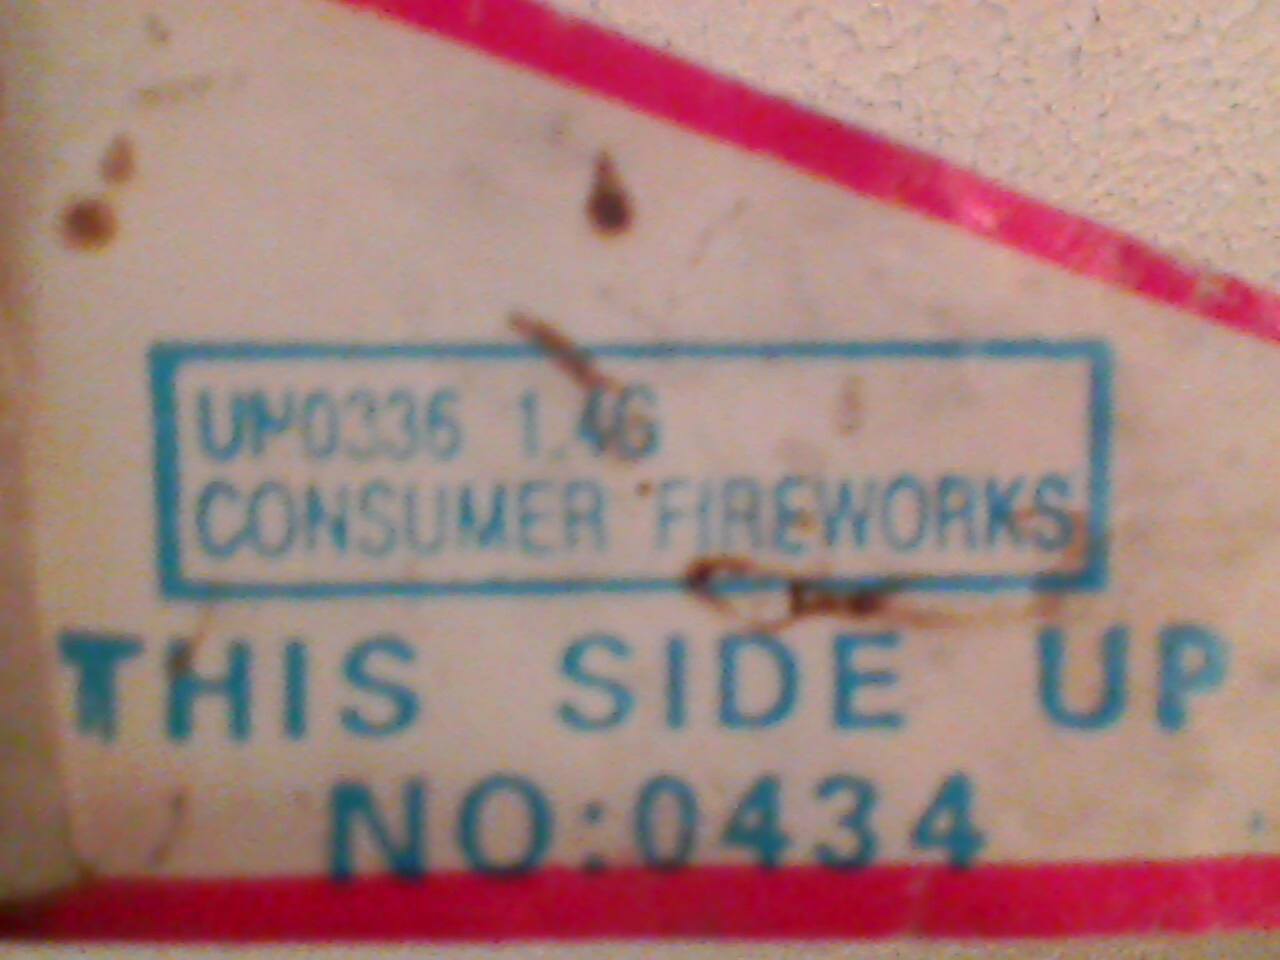 UN0336 1.4G
CONSUMER FIREWORKS
THIS SIDE UP
NO:0434